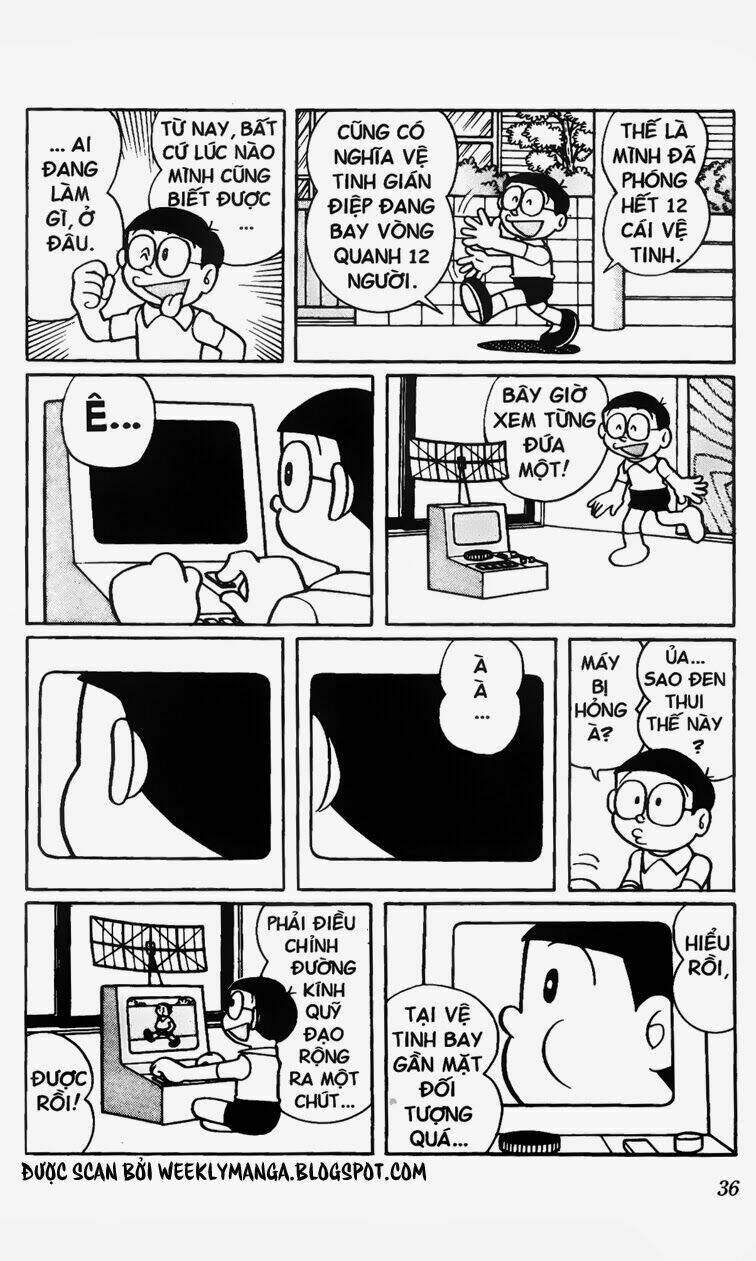 THẾ LÀ
MÌNH ĐÃ
PHÓNG
HẾT 12
CÁI VỆ
TINH.
CŨNG CÓ
NGHĨA VỆ
TINH GIÁN
ĐIỆP ĐANG
BAY VÒNG
QUANH 12
NGƯỜI.
TỪ NAY, BẤT
CỨ LÚC NÀO
MÌNH CŨNG
BIẾT ĐƯỢC
...
... AI
ĐANG
LÀM
GÌ, Ở
ĐÂU.
BÂY GIỜ
XEM TỪNG
ĐỨA
MỘT!
Ê...
ỦA...
SAO ĐEN
THUI
THẾ NÀY
?
MÁY
BỊ
HỎNG
À?
À
À
...
HIỂU
RỒI,
TẠI VỆ
TINH BAY
GẦN MẶT
ĐỐI
TƯỢNG
QUÁ...
PHẢI ĐIỀU
CHỈNH
ĐƯỜNG
KÍNH
QUỸ
ĐẠO
RỘNG
RA MỘT
CHÚT...
ĐƯỢC
RỒI!
ĐƯỢC SCAN BỞI WEEKLYMANGA.BLOGSPOT.COM
36